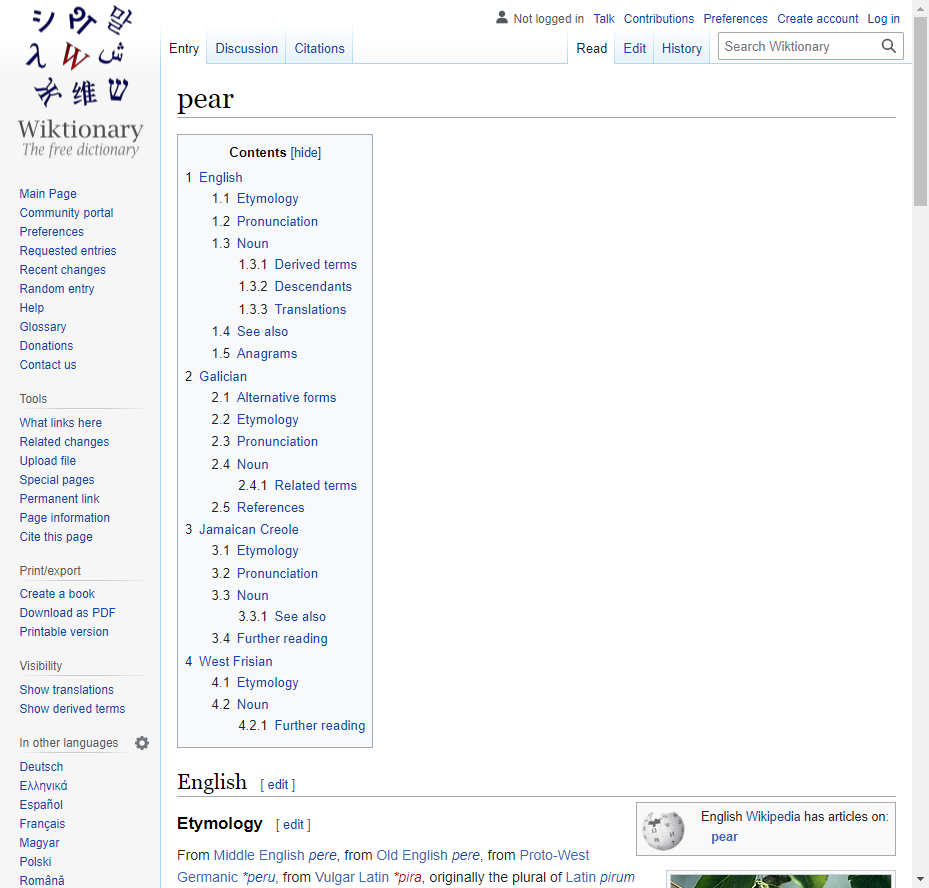 Not logged in Talk Contributions Preferences Create account Log in
Entry Discussion Citations Read Edit History Search Wiktionary
シ 말
λ W ش
维 ש
Wiktionary
The free dictionary
Main Page
Community portal
Preferences
Requested entries
Recent changes
Random entry
Help
Glossary
Donations
Contact us
Tools
What links here
Related changes
Upload file
Special pages
Permanent link
Page information
Cite this page
Print/export
Create a book
Download as PDF
Printable version
Visibility
Show translations
Show derived terms
In other languages
Deutsch
Ελληνικά
Español
Français
Magyar
Polski
Română
pear
Contents [hide]
1 English
1.1 Etymology
1.2 Pronunciation
1.3 Noun
1.3.1 Derived terms
1.3.2 Descendants
1.3.3 Translations
1.4 See also
1.5 Anagrams
2 Galician
2.1 Alternative forms
2.2 Etymology
2.3 Pronunciation
2.4 Noun
2.4.1 Related terms
2.5 References
3 Jamaican Creole
3.1 Etymology
3.2 Pronunciation
3.3 Noun
3.3.1 See also
3.4 Further reading
4 West Frisian
4.1 Etymology
4.2 Noun
4.2.1 Further reading
English [ edit ]
English Wikipedia has articles on:
pear
Etymology [ edit ]
From Middle English pere, from Old English pere, from Proto-West
Germanic *peru, from Vulgar Latin *pira, originally the plural of Latin pirum